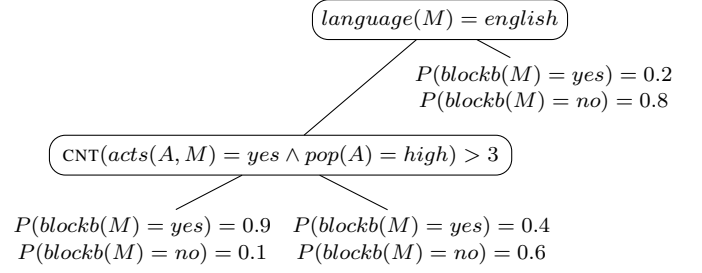 language(M) = english
P(blockb(M) = yes) = 0.2
P(blockb(M) = no) = 0.8
CNT(acts(A, M) = yes ∧ pop(A) = high) > 3
P(blockb(M) = yes) = 0.9 P(blockb(M) = yes) = 0.4
P(blockb(M) = no) = 0.1 P(blockb(M) = no) = 0.6